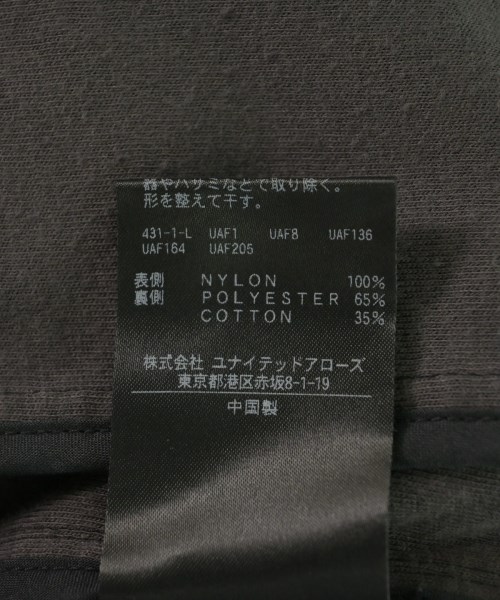 器やハサミなどで取り除く。
形を整えて干す。
431-1-L UAF1 UAF8 UAF136
UAF164 UAF205
表側 NYLON 100%
裏側 POLYESTER 65%
COTTON 35%
株式会社 ユナイテッドアローズ
東京都港区赤坂8-1-19
中国製